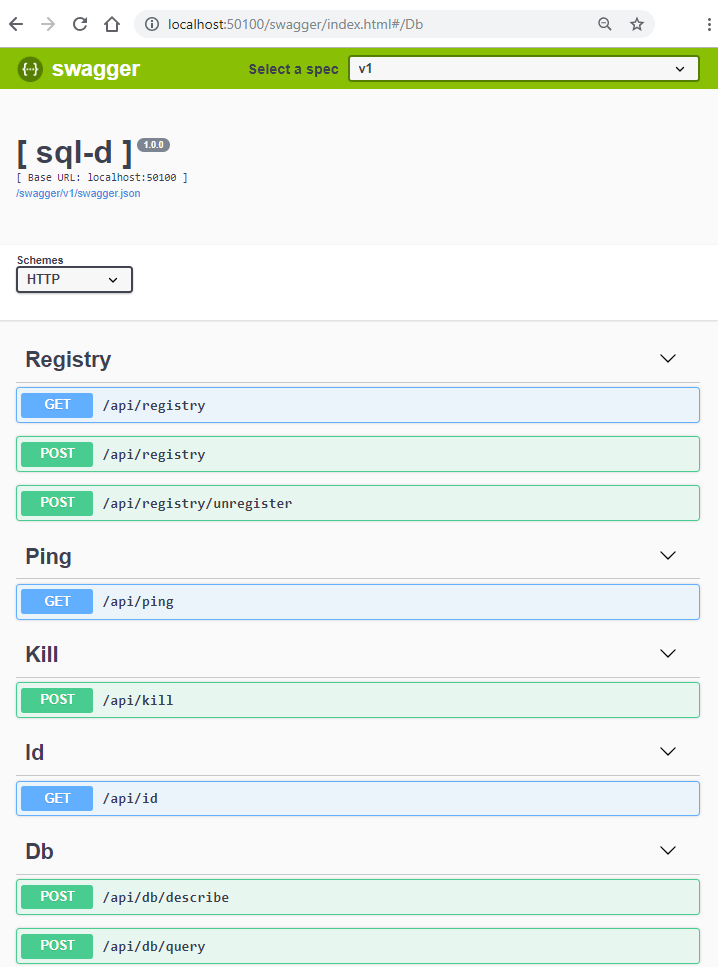 localhost:50100/swagger/index.html#/Db
{···} swagger Select a spec v1
[ sql-d ] 1.0.0
[ Base URL: localhost:50100 ]
/swagger/v1/swagger.json
Schemes
HTTP
Registry
GET /api/registry
POST /api/registry
POST /api/registry/unregister
Ping
GET /api/ping
Kill
POST /api/kill
Id
GET /api/id
Db
POST /api/db/describe
POST /api/db/query